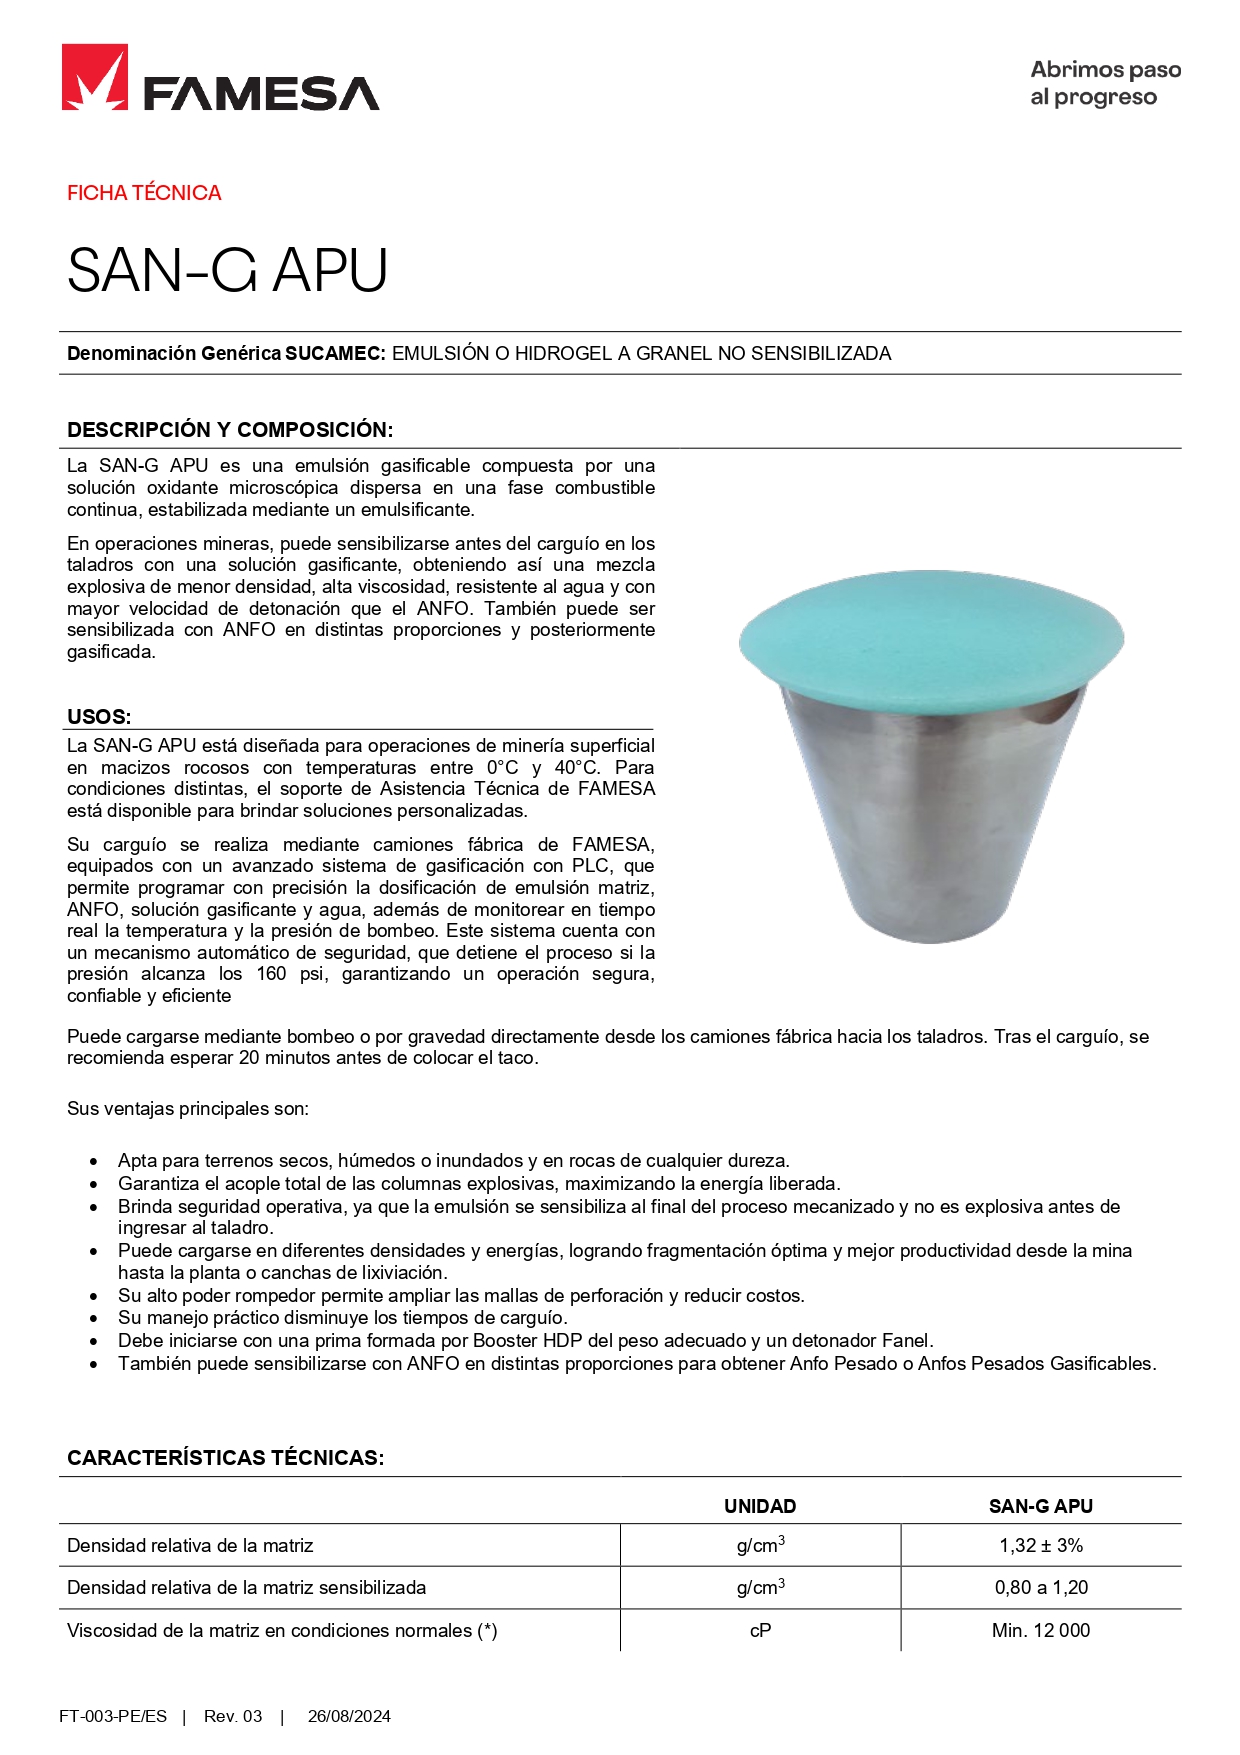 FAMESA
Abrimos paso
al progreso
FICHA TÉCNICA
SAN-G APU
Denominación Genérica SUCAMEC: EMULSIÓN O HIDROGEL A GRANEL NO SENSIBILIZADA
DESCRIPCIÓN Y COMPOSICIÓN:
La SAN-G APU es una emulsión gasificable compuesta por una
solución oxidante microscópica dispersa en una fase combustible
continua, estabilizada mediante un emulsificante.
En operaciones mineras, puede sensibilizarse antes del carguío en los
taladros con una solución gasificante, obteniendo así una mezcla
explosiva de menor densidad, alta viscosidad, resistente al agua y con
mayor velocidad de detonación que el ANFO. También puede ser
sensibilizada con ANFO en distintas proporciones y posteriormente
gasificada.
USOS:
La SAN-G APU está diseñada para operaciones de minería superficial
en macizos rocosos con temperaturas entre 0°C y 40°C. Para
condiciones distintas, el soporte de Asistencia Técnica de FAMESA
está disponible para brindar soluciones personalizadas.
Su carguío se realiza mediante camiones fábrica de FAMESA,
equipados con un avanzado sistema de gasificación con PLC, que
permite programar con precisión la dosificación de emulsión matriz,
ANFO, solución gasificante y agua, además de monitorear en tiempo
real la temperatura y la presión de bombeo. Este sistema cuenta con
un mecanismo automático de seguridad, que detiene el proceso si la
presión alcanza los 160 psi, garantizando un operación segura,
confiable y eficiente
Puede cargarse mediante bombeo o por gravedad directamente desde los camiones fábrica hacia los taladros. Tras el carguío, se
recomienda esperar 20 minutos antes de colocar el taco.
Sus ventajas principales son:
• Apta para terrenos secos, húmedos o inundados y en rocas de cualquier dureza.
• Garantiza el acople total de las columnas explosivas, maximizando la energía liberada.
• Brinda seguridad operativa, ya que la emulsión se sensibiliza al final del proceso mecanizado y no es explosiva antes de
ingresar al taladro.
• Puede cargarse en diferentes densidades y energías, logrando fragmentación óptima y mejor productividad desde la mina
hasta la planta o canchas de lixiviación.
• Su alto poder rompedor permite ampliar las mallas de perforación y reducir costos.
• Su manejo práctico disminuye los tiempos de carguío.
• Debe iniciarse con una prima formada por Booster HDP del peso adecuado y un detonador Fanel.
• También puede sensibilizarse con ANFO en distintas proporciones para obtener Anfo Pesado o Anfos Pesados Gasificables.
CARACTERÍSTICAS TÉCNICAS:
UNIDAD SAN-G APU
Densidad relativa de la matriz g/cm³ 1,32 ± 3%
Densidad relativa de la matriz sensibilizada g/cm³ 0,80 a 1,20
Viscosidad de la matriz en condiciones normales (*) cP Min. 12 000
FT-003-PE/ES | Rev. 03 | 26/08/2024